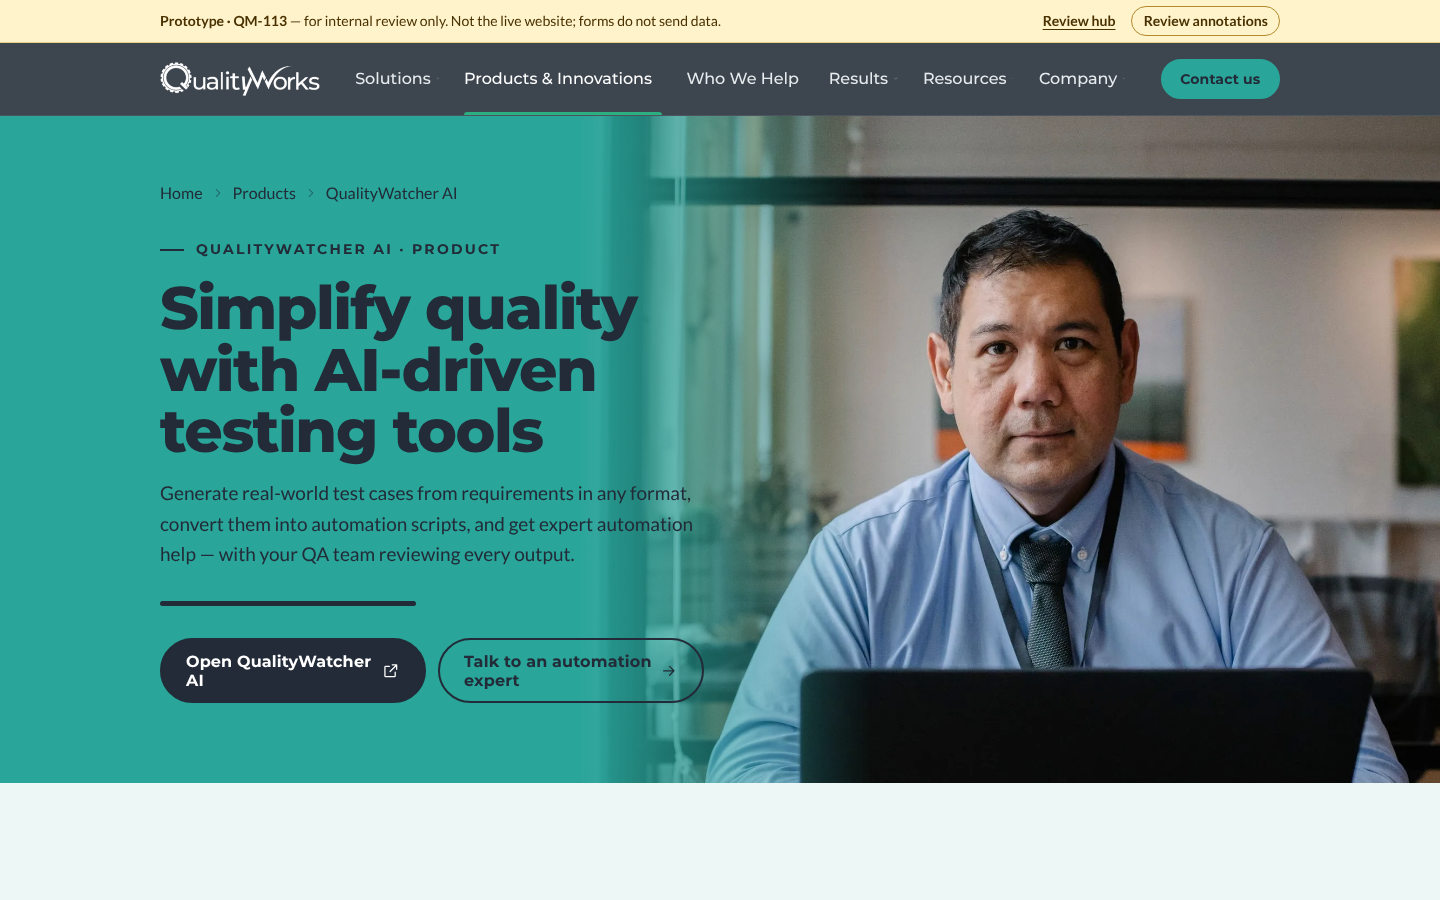 Prototype · QM-113 — for internal review only. Not the live website; forms do not send data.
Review hub
Review annotations
QualityWorks
Solutions
Products & Innovations
Who We Help
Results
Resources
Company
Contact us
Home > Products > QualityWatcher AI
QUALITYWATCHER AI · PRODUCT
Simplify quality
with AI-driven
testing tools
Generate real-world test cases from requirements in any format,
convert them into automation scripts, and get expert automation
help — with your QA team reviewing every output.
Open QualityWatcher
AI
Talk to an automation
expert